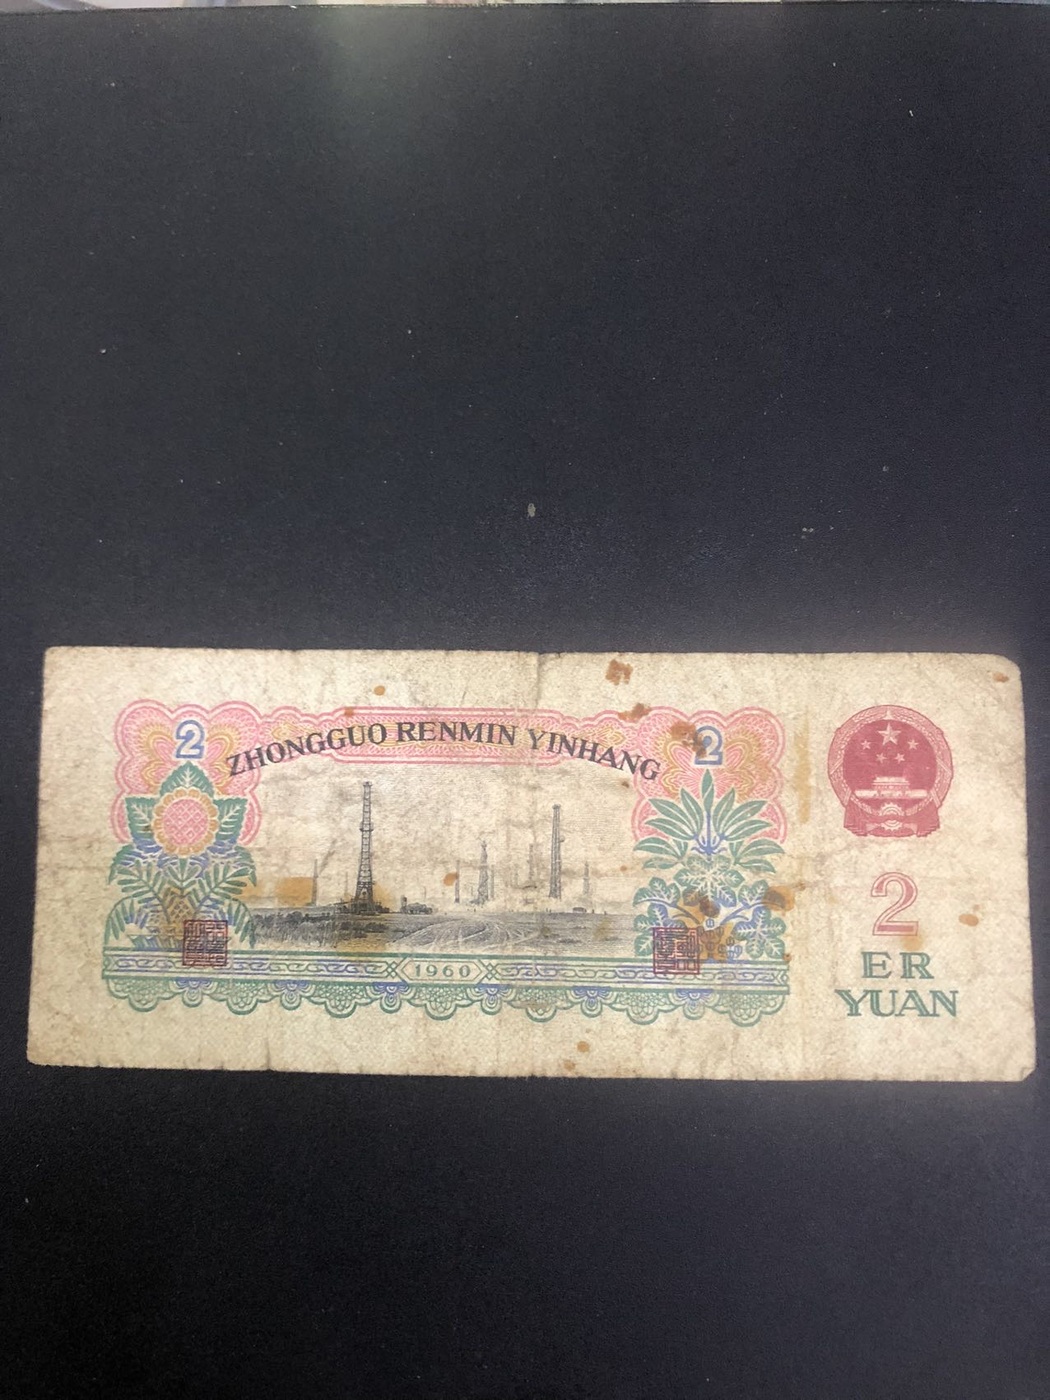 2
2
ZHONGGUO RENMIN YINHANG
1960
2
ER
YUAN